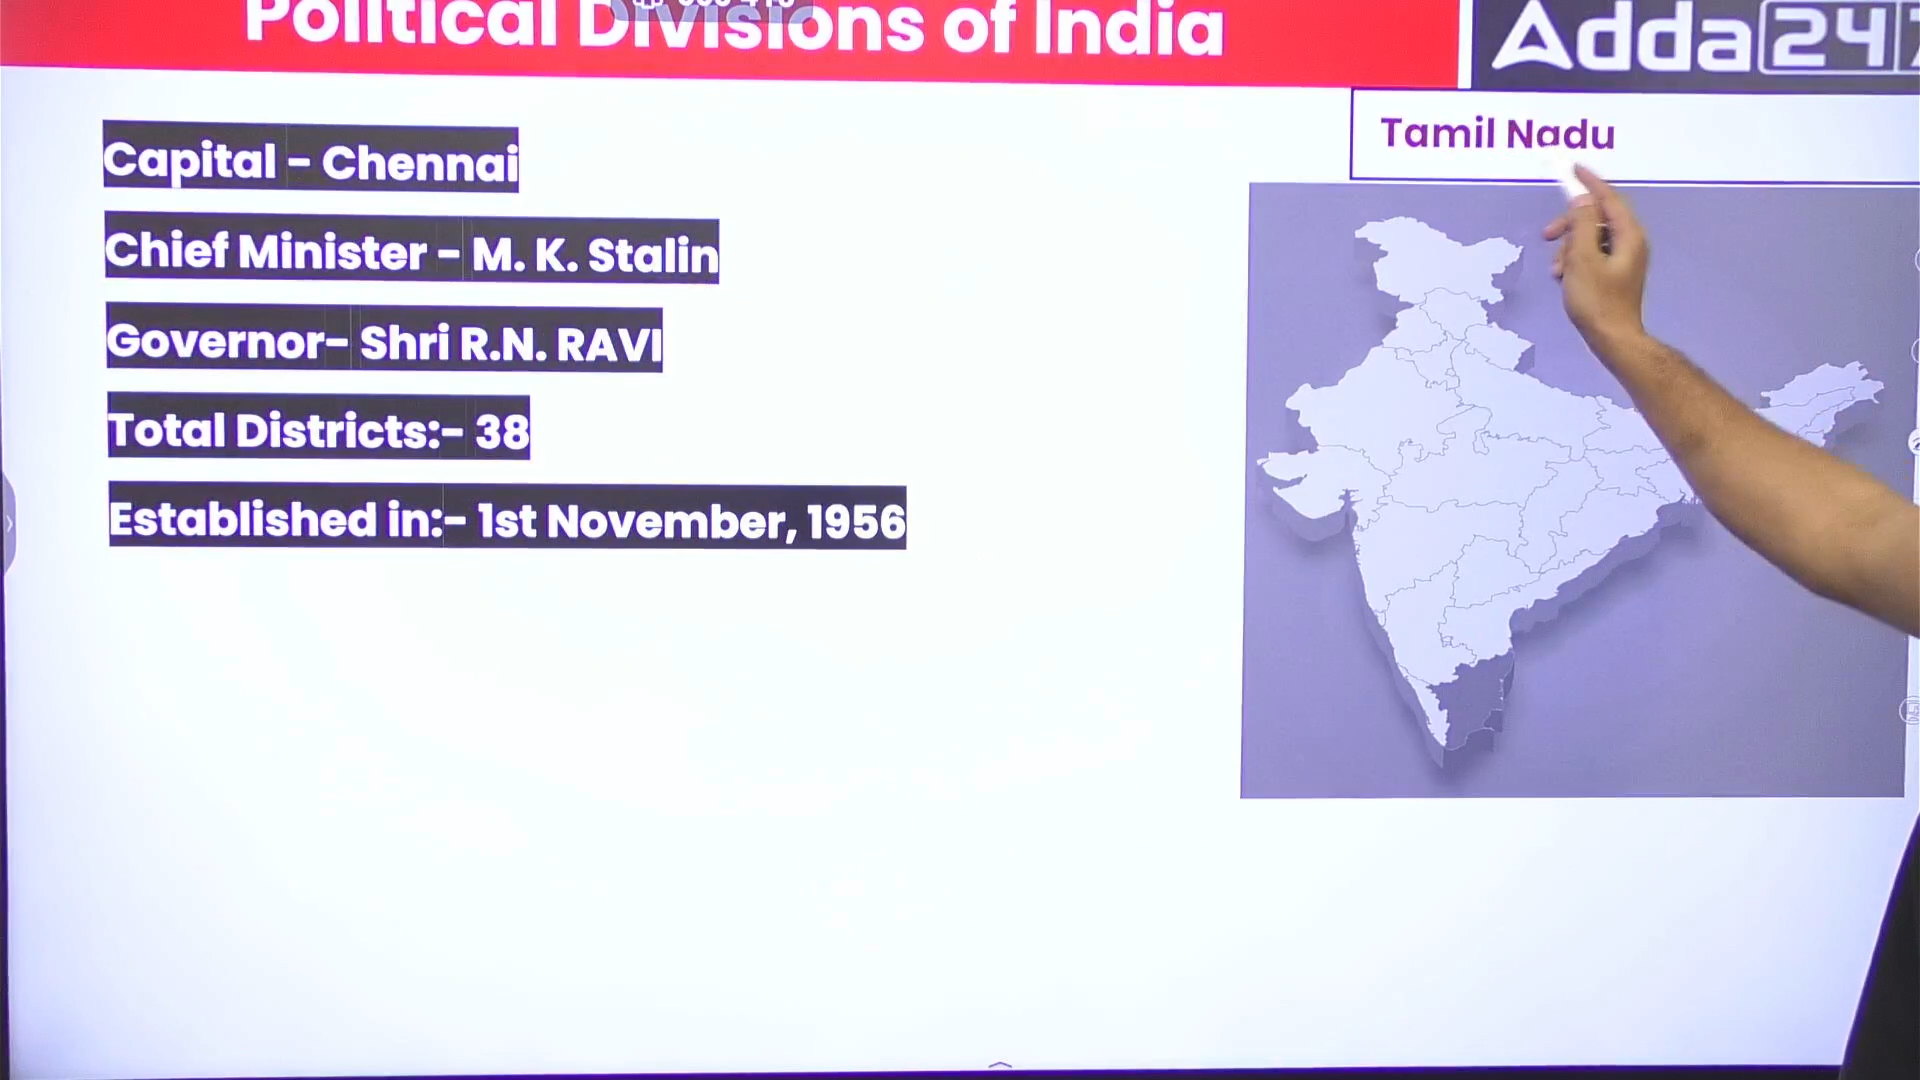 Political Divisions of India
Adda247
Tamil Nadu
Capital - Chennai
Chief Minister - M. K. Stalin
Governor- Shri R.N. RAVI
Total Districts:- 38
Established in:- 1st November, 1956